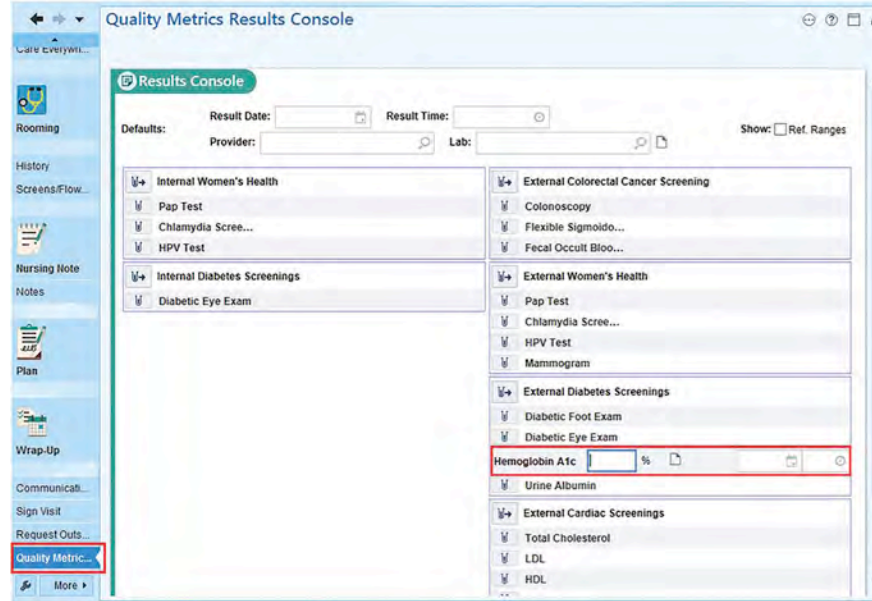 Quality Metrics Results Console
Care Everywh...
Rooming
History
Screens/Flow...
Nursing Note
Notes
Plan
Wrap-Up
Communicati...
Sign Visit
Request Outs...
Quality Metric...
More
Results Console
Defaults:
Result Date:
Result Time:
Provider:
Lab:
Show: Ref. Ranges
Internal Women's Health
Pap Test
Chlamydia Scree...
HPV Test
Internal Diabetes Screenings
Diabetic Eye Exam
External Colorectal Cancer Screening
Colonoscopy
Flexible Sigmoido...
Fecal Occult Bloo...
External Women's Health
Pap Test
Chlamydia Scree...
HPV Test
Mammogram
External Diabetes Screenings
Diabetic Foot Exam
Diabetic Eye Exam
Hemoglobin A1c %
Urine Albumin
External Cardiac Screenings
Total Cholesterol
LDL
HDL